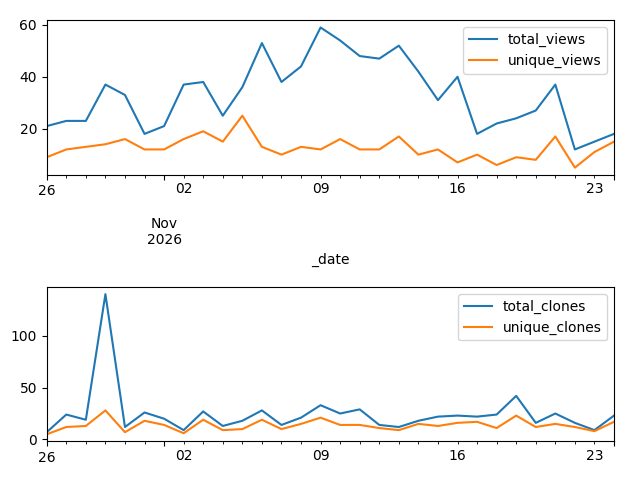 60
40
20
total_views
unique_views
26 02 09 16 23
Nov
2026
_date
100
50
0
total_clones
unique_clones
26 02 09 16 23